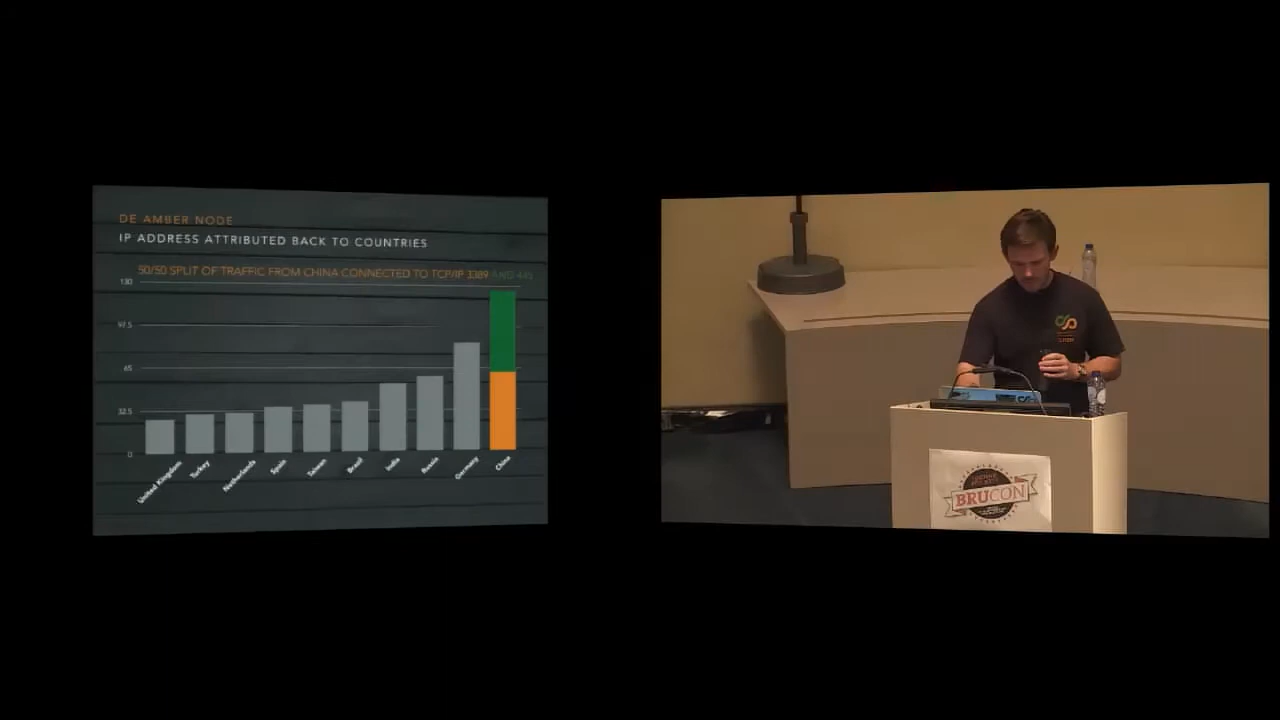 DE AMBER NODE
IP ADDRESS ATTRIBUTED BACK TO COUNTRIES
50/50 SPLIT OF TRAFFIC FROM CHINA CONNECTED TO TCP/IP 3389 AND 445
130
97.5
65
32.5
0
United Kingdom
Turkey
Netherlands
Spain
Taiwan
Brazil
India
Russia
Germany
China
BRUCON